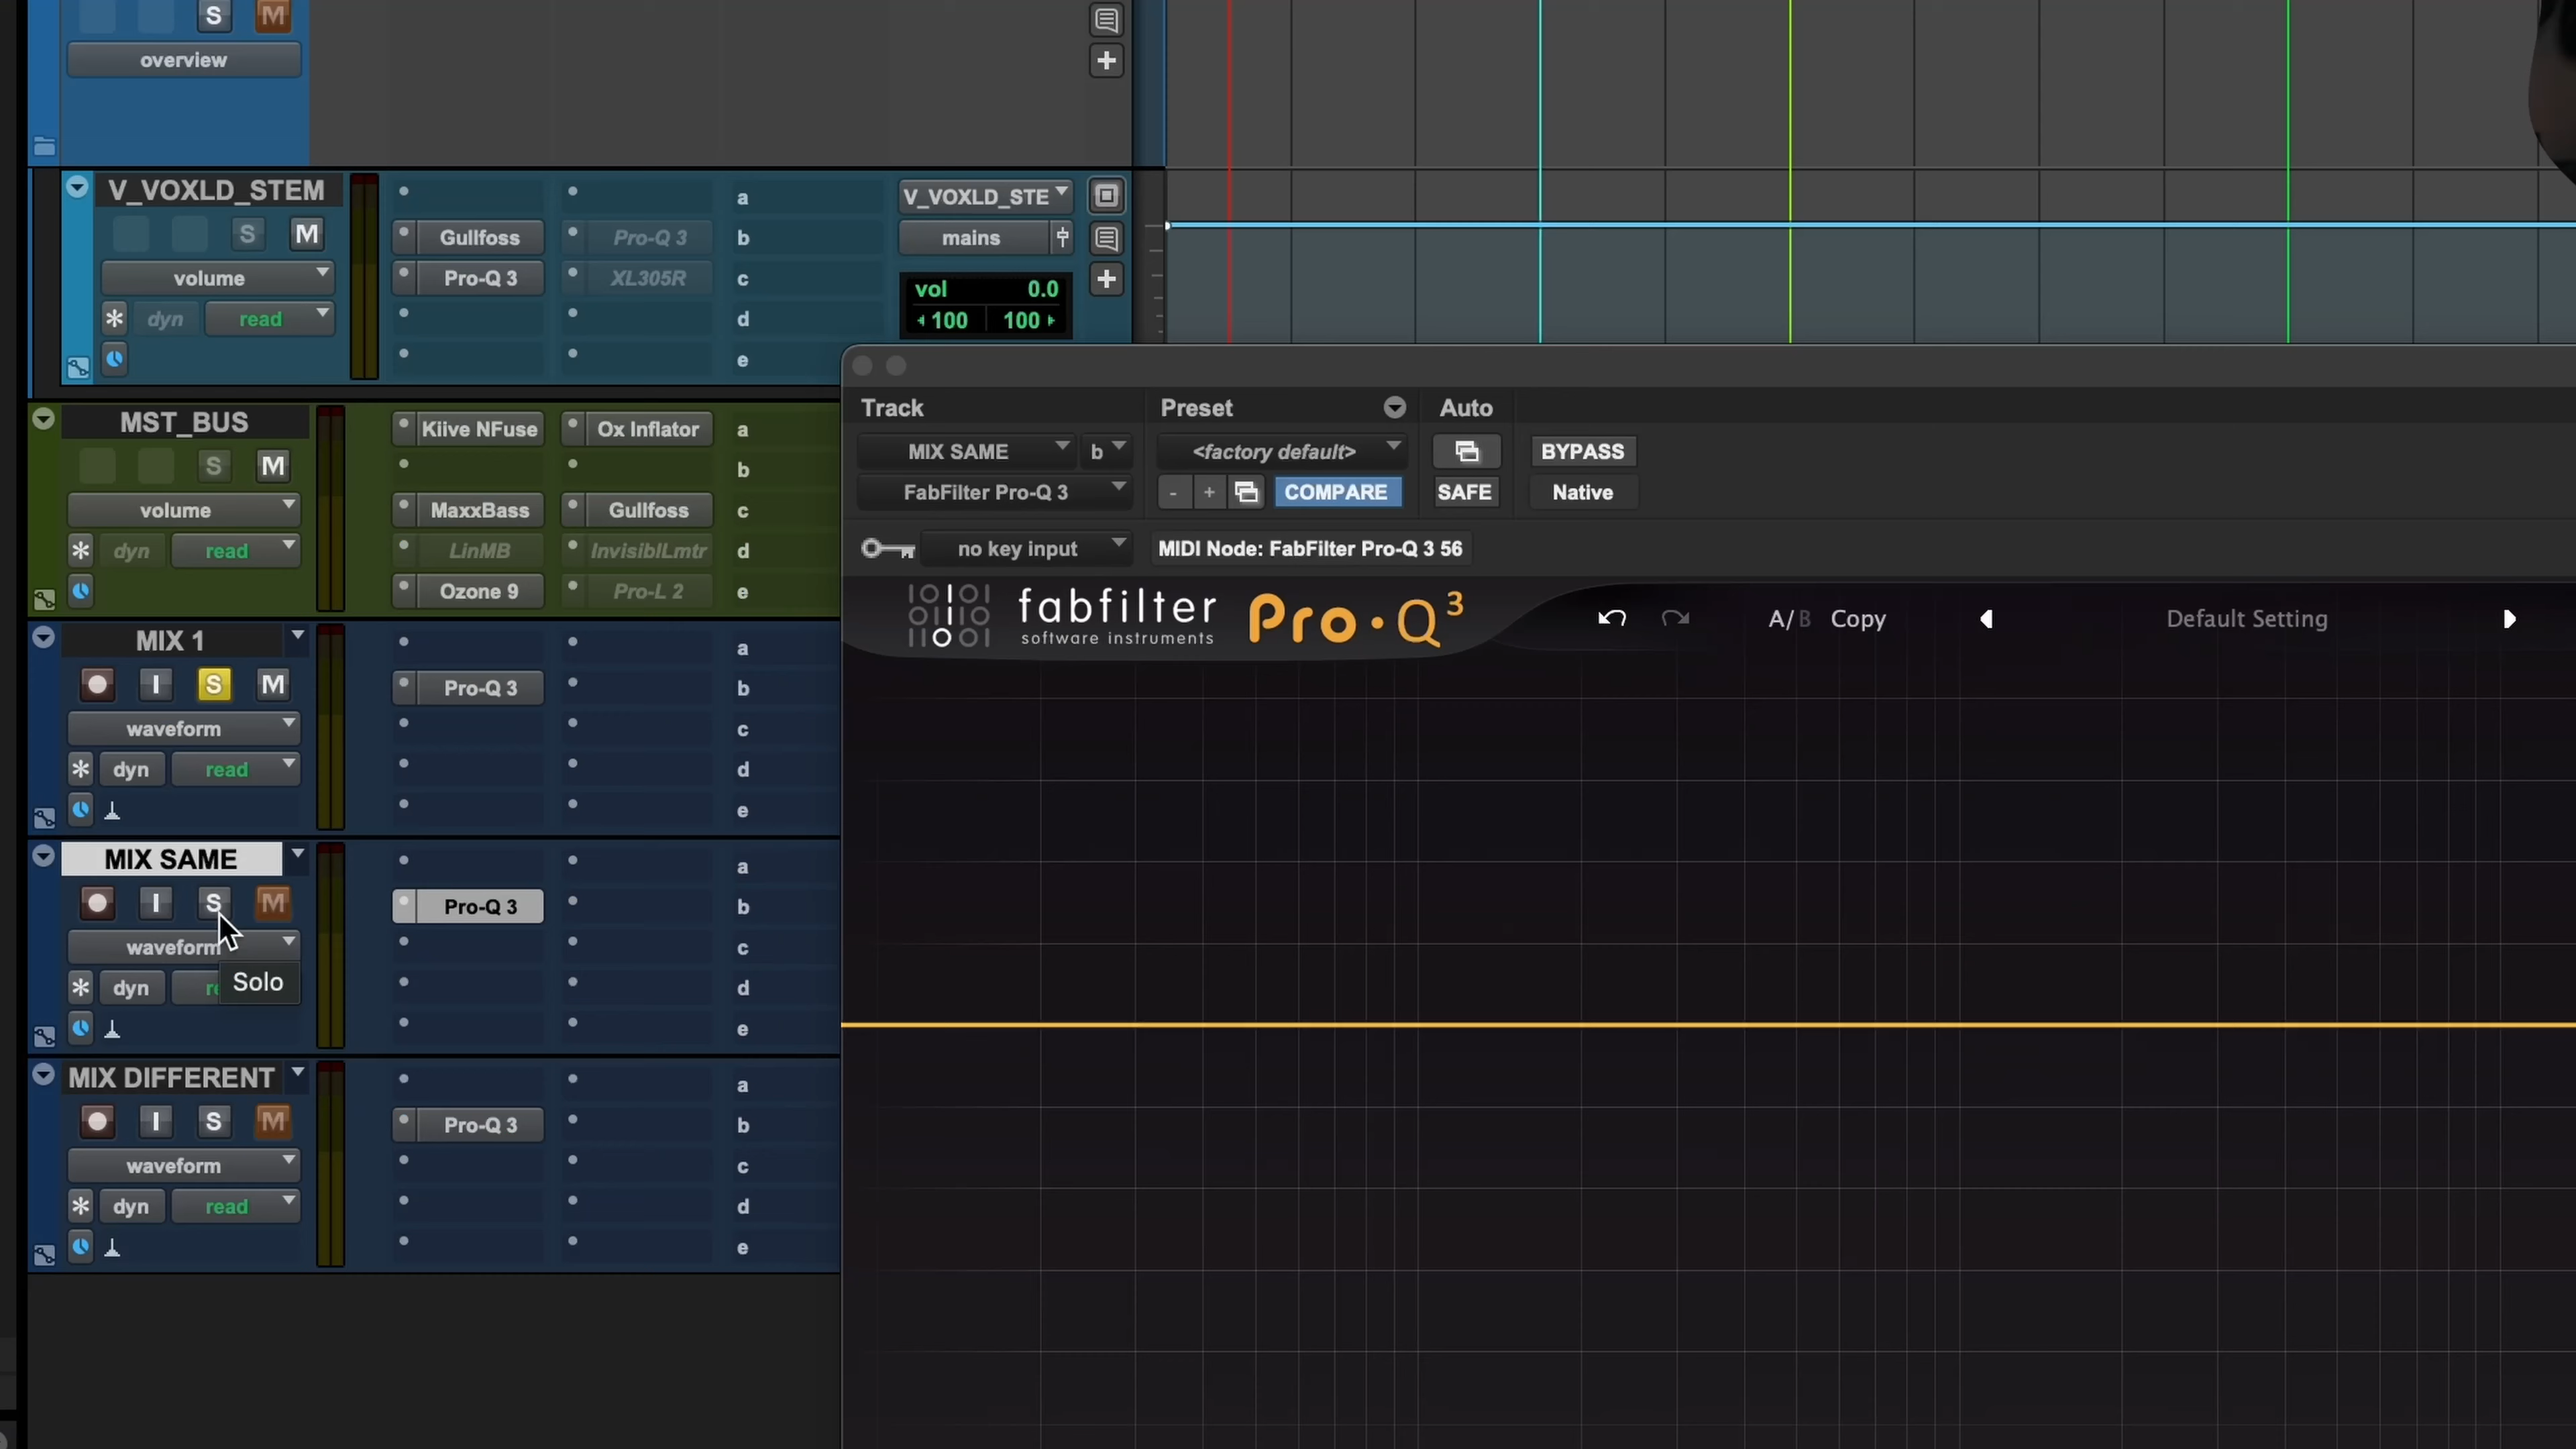 S M
overview
V_VOXLD_STEM
S M
volume
* dyn read
Gullfoss Pro-Q 3
Pro-Q 3 XL305R
a
b
c
d
e
V_VOXLD_STE
mains
vol 0.0
100 100
MST_BUS
S M
volume
* dyn read
Kiive NFuse Ox Inflator
MaxxBass Gullfoss
LinMB InvisiblLmtr
Ozone 9 Pro-L 2
a
b
c
d
e
MIX 1
I S M
waveform
* dyn read
Pro-Q 3
a
b
c
d
e
MIX SAME
I S M
waveform
* dyn re
Solo
Pro-Q 3
a
b
c
d
e
MIX DIFFERENT
I S M
waveform
* dyn read
Pro-Q 3
a
b
c
d
e
Track Preset Auto
MIX SAME b <factory default> BYPASS
FabFilter Pro-Q 3 - + COMPARE SAFE Native
no key input MIDI Node: FabFilter Pro-Q 3 56
fabfilter Pro·Q 3
software instruments
A/B Copy Default Setting